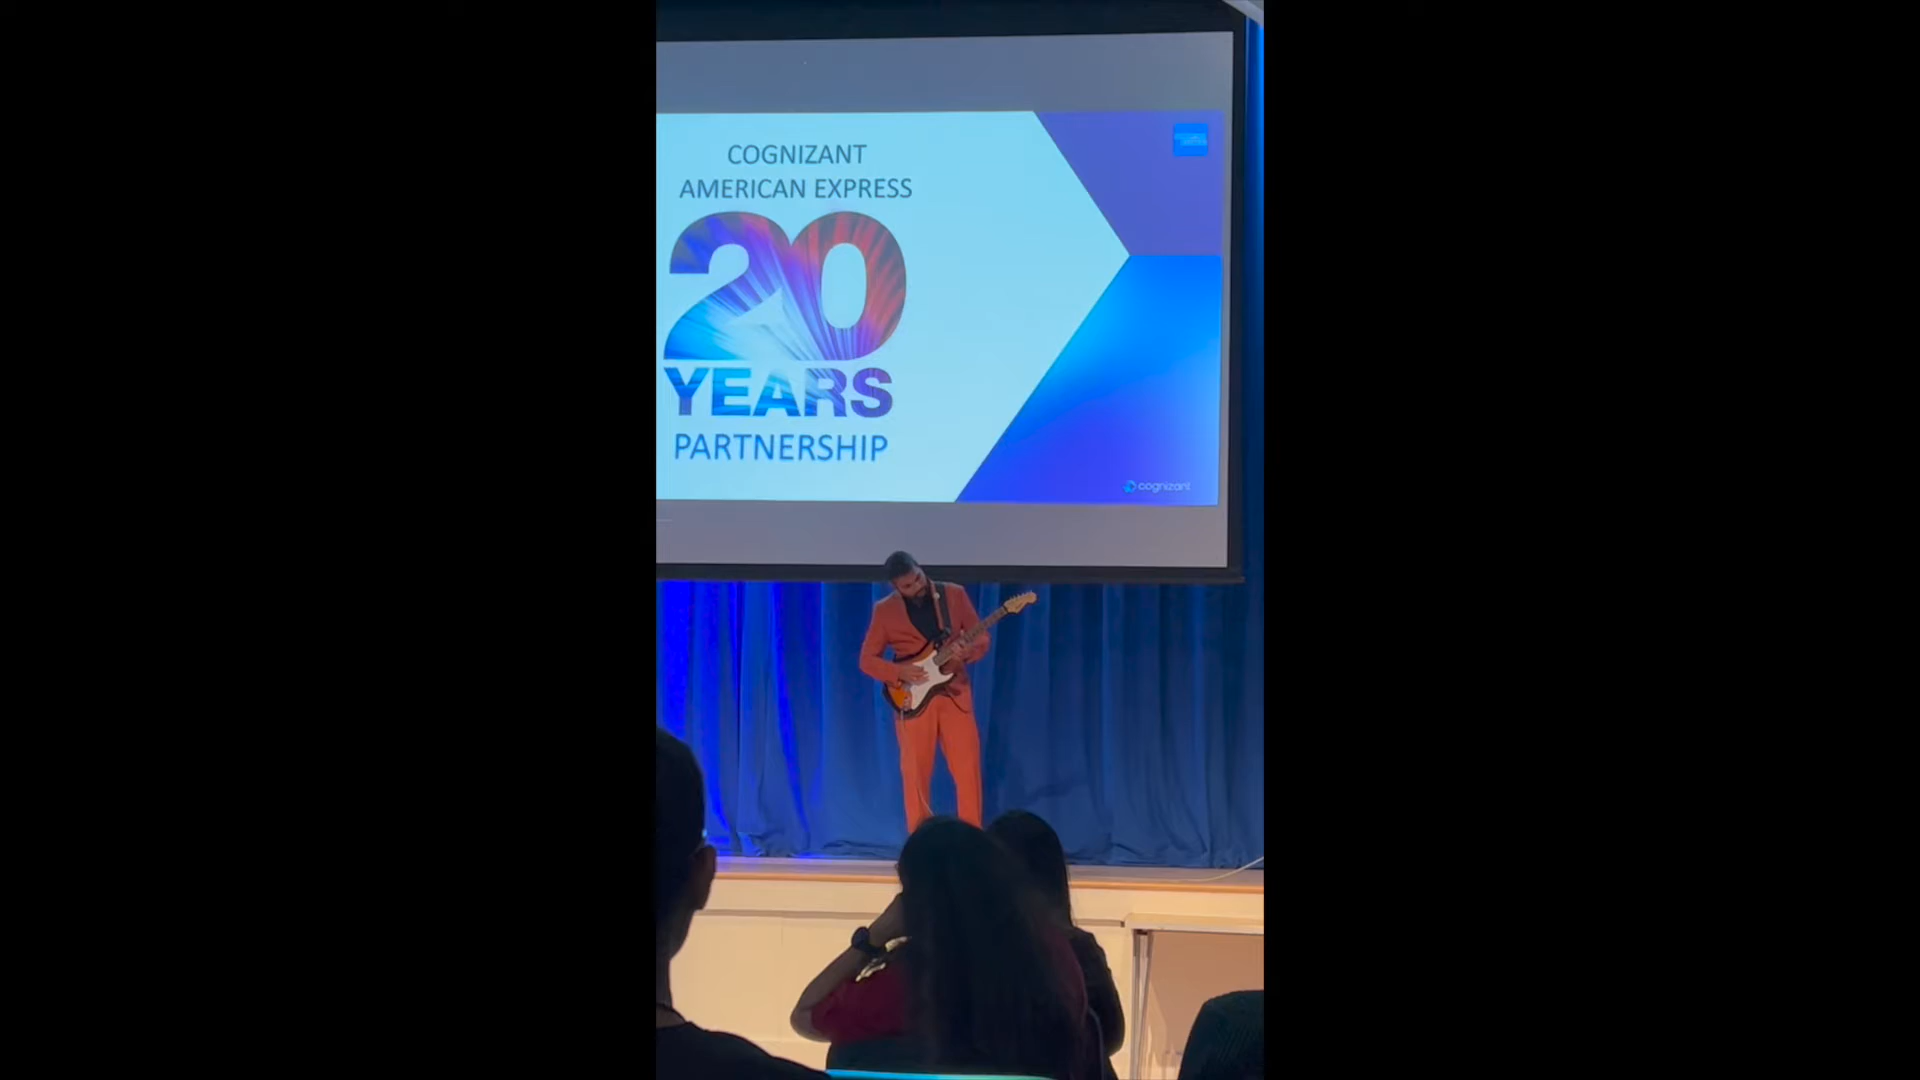 COGNIZANT
AMERICAN EXPRESS
20
YEARS
PARTNERSHIP
cognizant